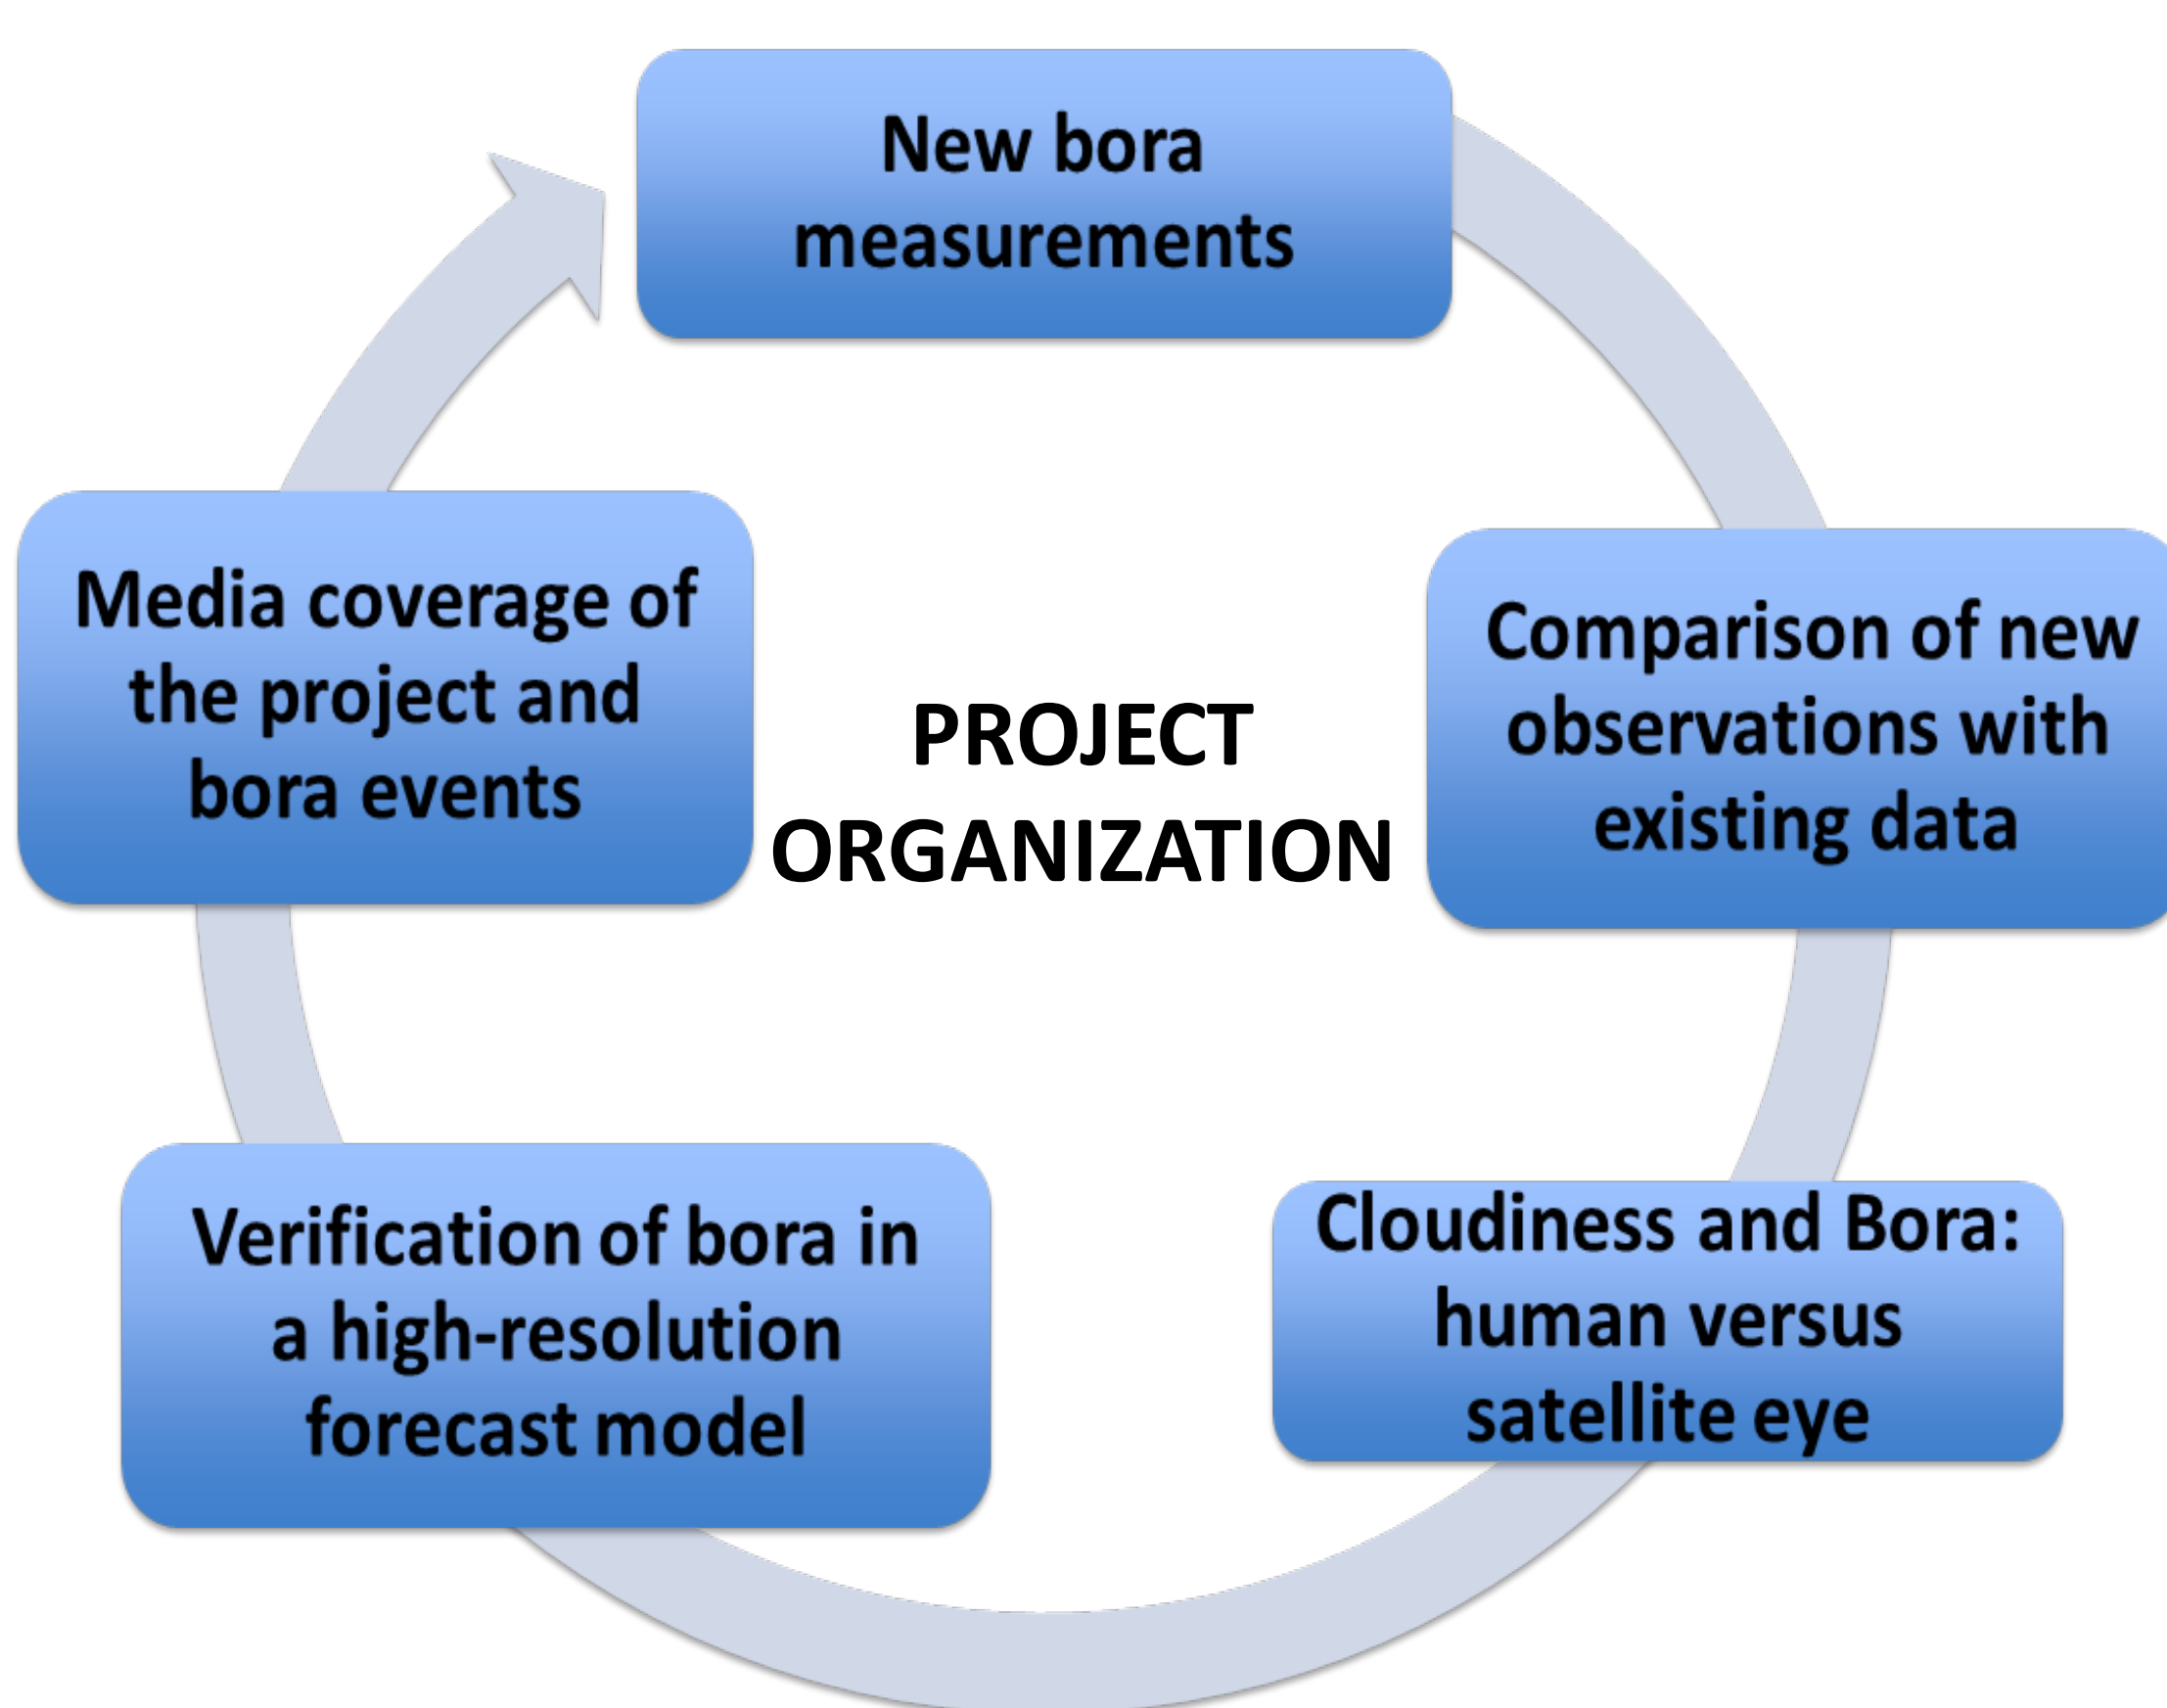 New bora
measurements
Media coverage of
the project and
bora events
Comparison of new
observations with
existing data
PROJECT
ORGANIZATION
Verification of bora in
a high-resolution
forecast model
Cloudiness and Bora:
human versus
satellite eye